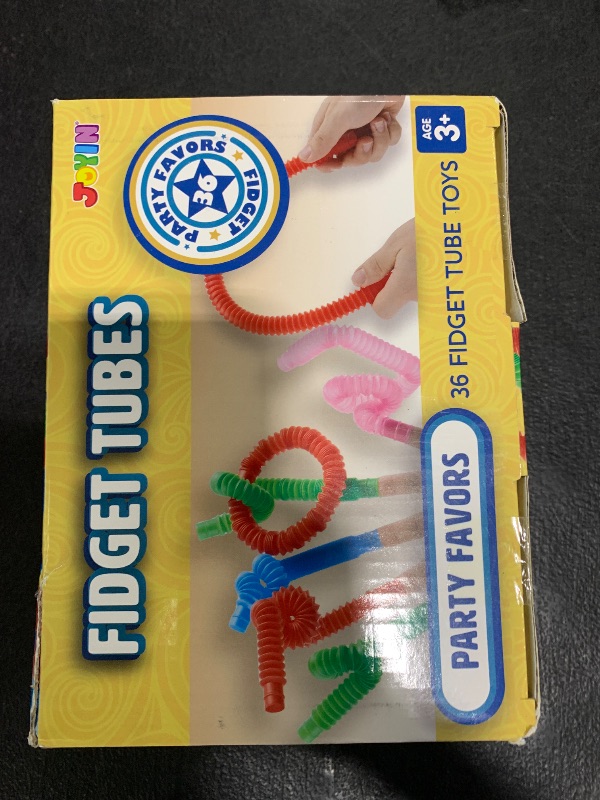 JOYIN
PARTY FAVORS
36
FIDGET
AGE
3+
FIDGET TUBES
36 FIDGET TUBE TOYS
PARTY FAVORS